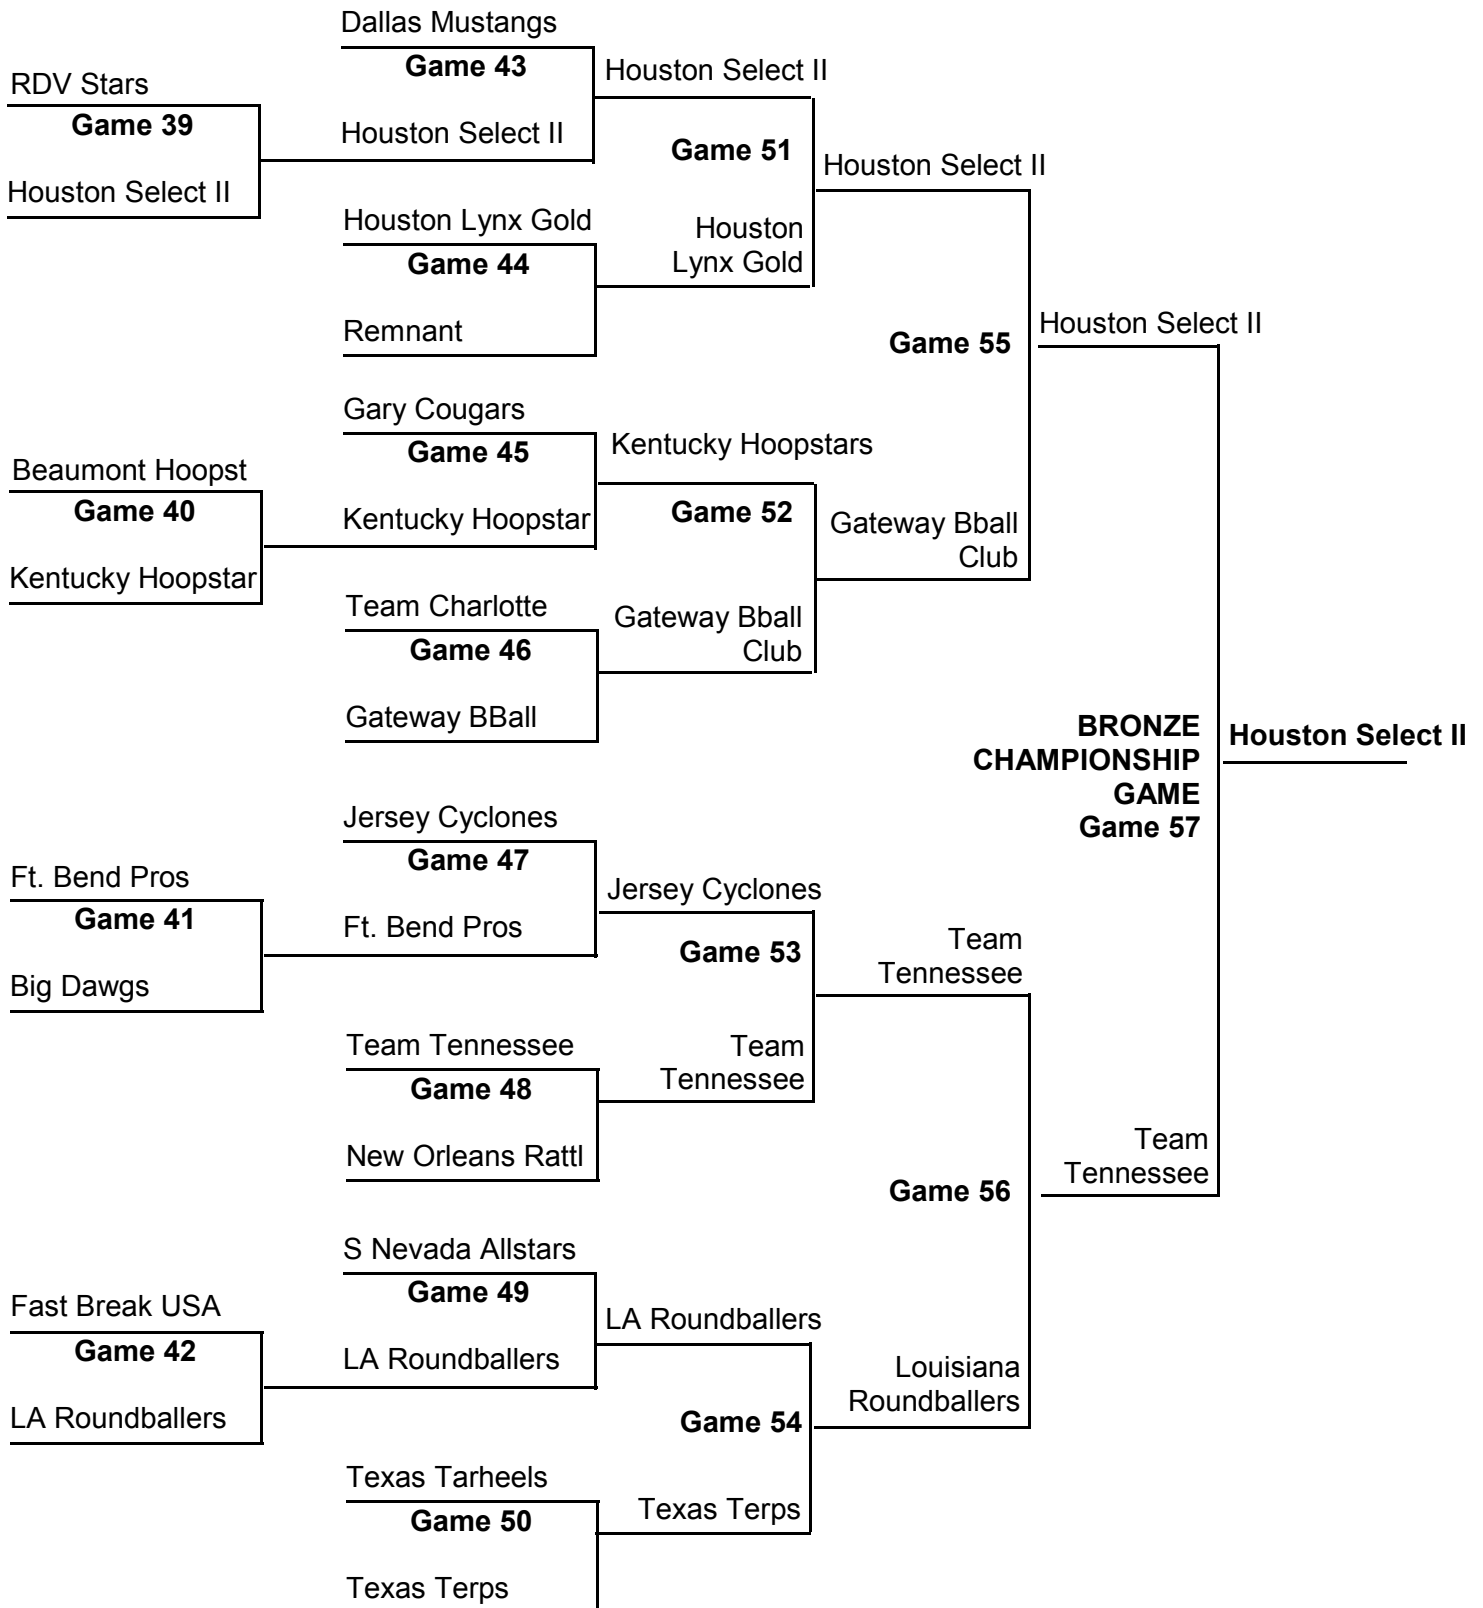 Dallas Mustangs
Game 43
Houston Select II
RDV Stars
Game 39
Houston Select II
Game 51
Houston Select II
Houston Select II
Houston Lynx Gold
Houston
Lynx Gold
Game 44
Remnant
Game 55
Houston Select II
Gary Cougars
Game 45
Kentucky Hoopstars
Beaumont Hoopst
Game 40
Kentucky Hoopstar
Game 52
Gateway Bball
Club
Kentucky Hoopstar
Team Charlotte
Gateway Bball
Club
Game 46
Gateway BBall
BRONZE
CHAMPIONSHIP
GAME
Game 57
Houston Select II
Jersey Cyclones
Game 47
Ft. Bend Pros
Jersey Cyclones
Game 41
Ft. Bend Pros
Game 53
Team
Tennessee
Big Dawgs
Team Tennessee
Team
Tennessee
Game 48
New Orleans Rattl
Team
Tennessee
Game 56
S Nevada Allstars
Game 49
Fast Break USA
LA Roundballers
Game 42
LA Roundballers
Louisiana
Roundballers
LA Roundballers
Game 54
Texas Tarheels
Texas Terps
Game 50
Texas Terps